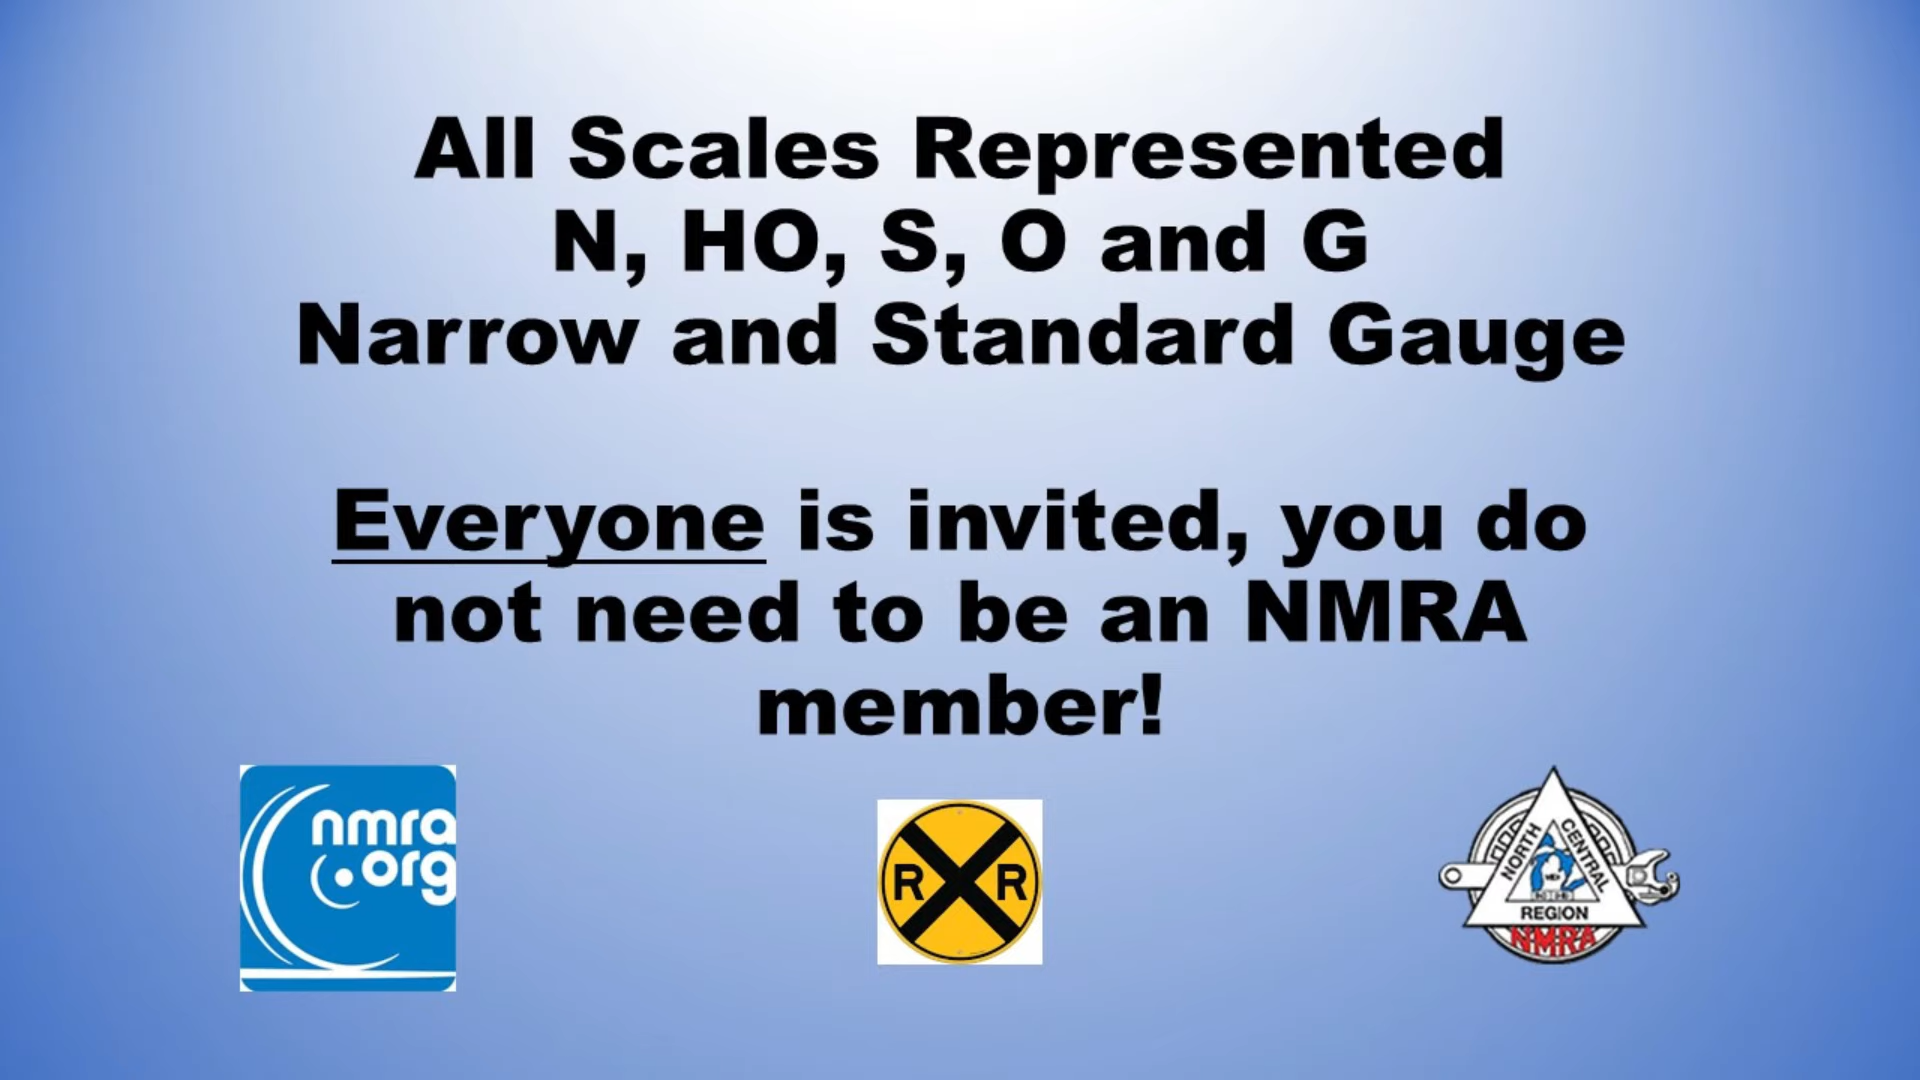 All Scales Represented
N, HO, S, O and G
Narrow and Standard Gauge
Everyone is invited, you do
not need to be an NMRA
member!
nmra
.org
R R
NORTH CENTRAL
REGION
NMRA